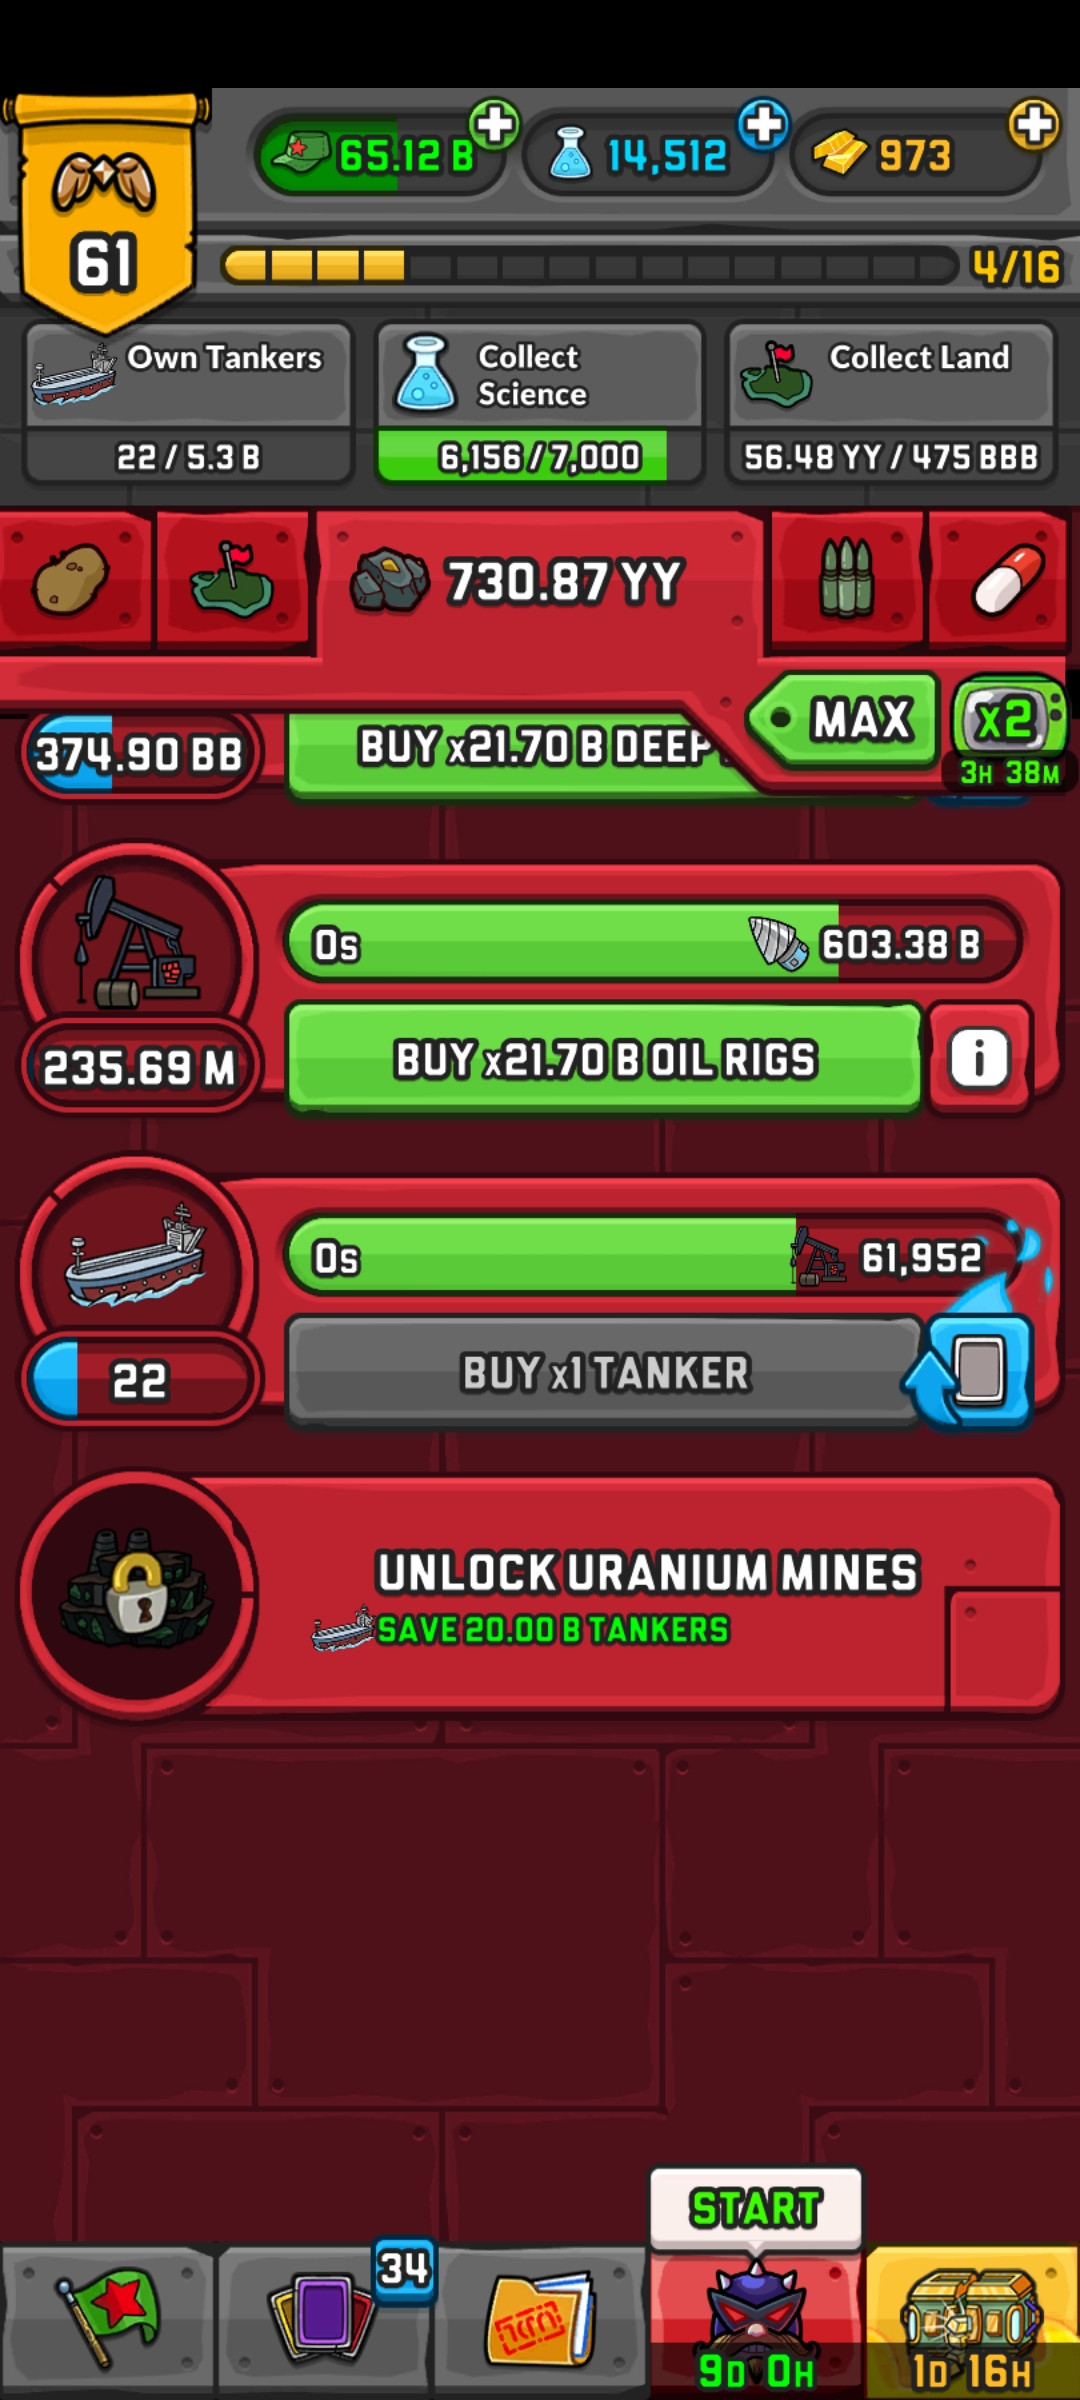 65.12 B
14,512
973
61
4/16
Own Tankers
22 / 5.3 B
Collect
Science
6,156 / 7,000
Collect Land
56.48 YY / 475 BBB
730.87 YY
MAX
x2
3H 38M
374.90 BB
BUY x21.70 B DEEP
0s
603.38 B
235.69 M
BUY x21.70 B OIL RIGS
i
0s
61,952
22
BUY x1 TANKER
UNLOCK URANIUM MINES
SAVE 20.00 B TANKERS
START
34
9D 0H
1D 16H